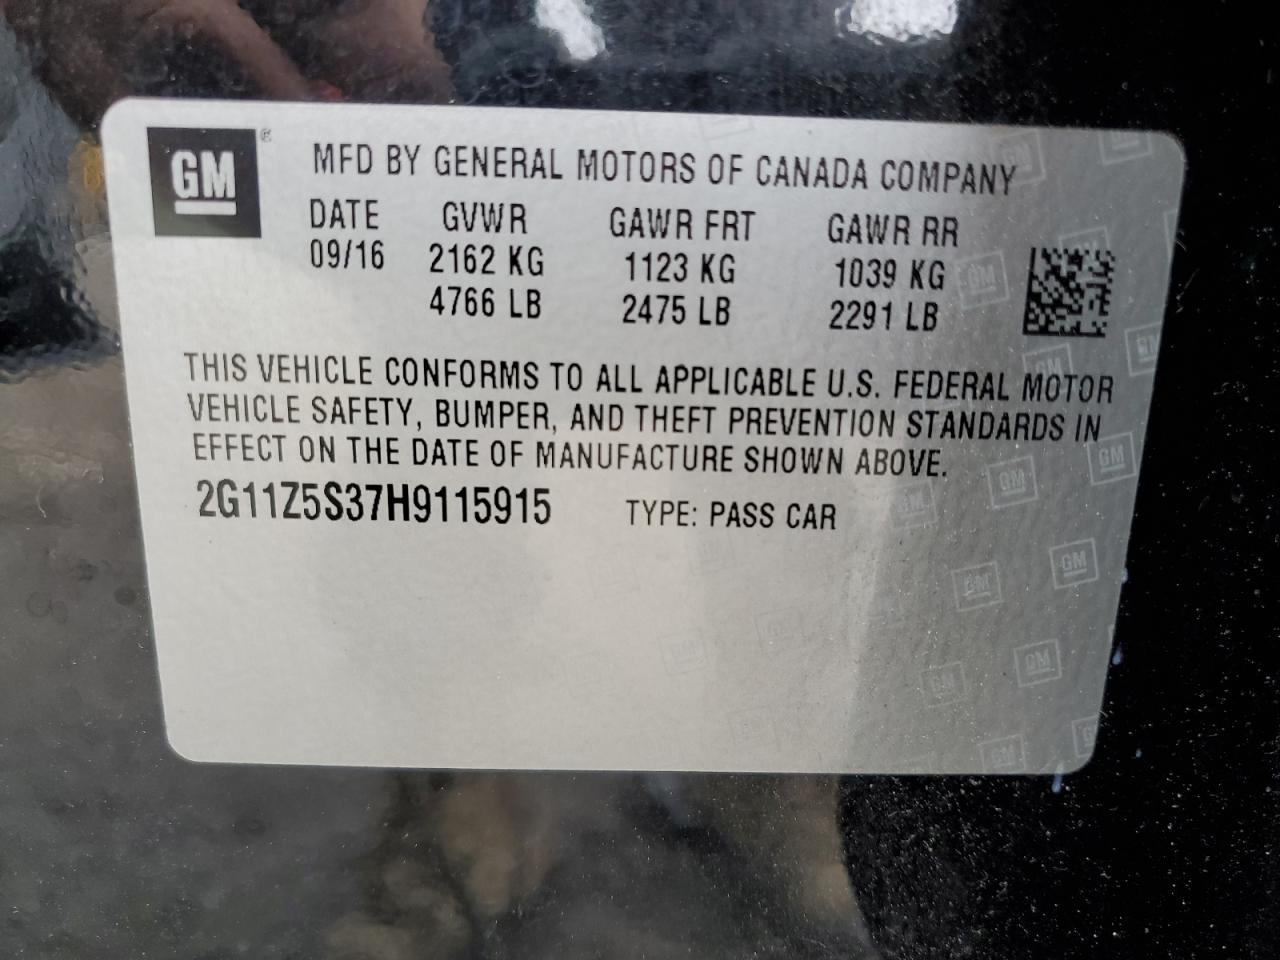 GM ® MFD BY GENERAL MOTORS OF CANADA COMPANY
DATE GVWR GAWR FRT GAWR RR
09/16 2162 KG 1123 KG 1039 KG
4766 LB 2475 LB 2291 LB
THIS VEHICLE CONFORMS TO ALL APPLICABLE U.S. FEDERAL MOTOR
VEHICLE SAFETY, BUMPER, AND THEFT PREVENTION STANDARDS IN
EFFECT ON THE DATE OF MANUFACTURE SHOWN ABOVE.
2G11Z5S37H9115915 TYPE: PASS CAR